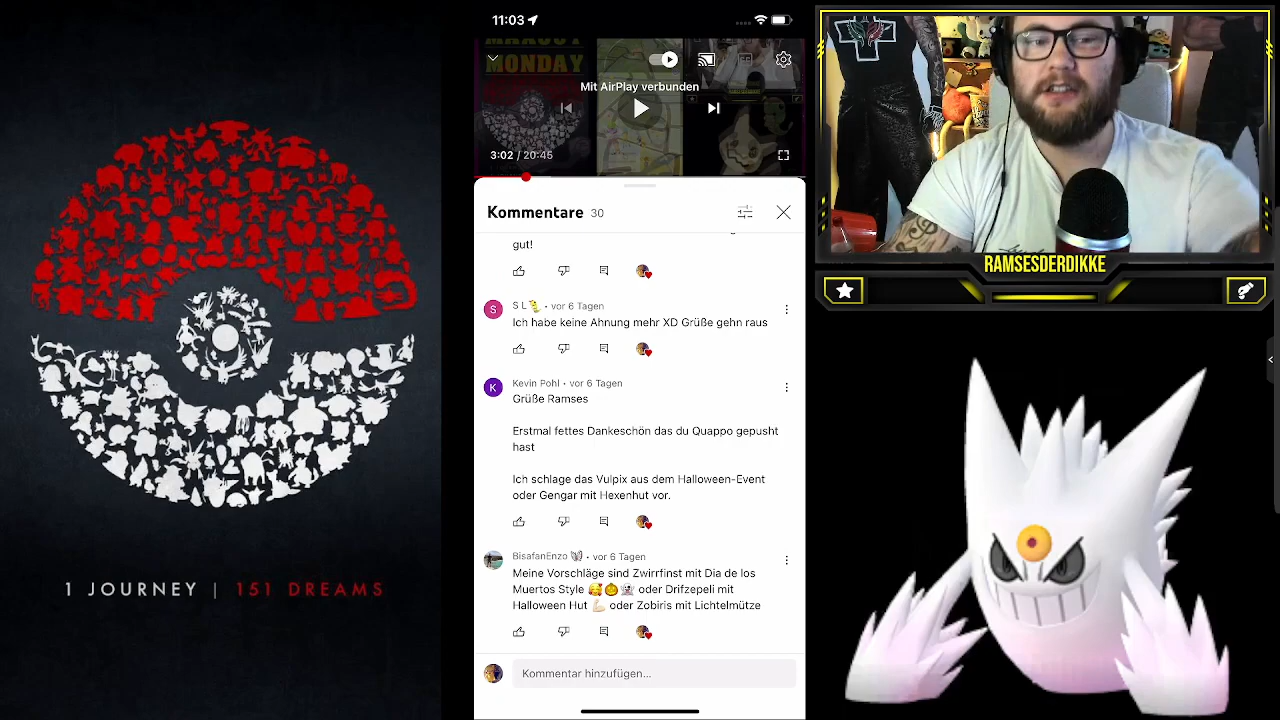 1 JOURNEY | 151 DREAMS
11:03
MONDAY
Mit AirPlay verbunden
3:02 / 20:45
Kommentare 30
gut!
S L🐤 • vor 6 Tagen
Ich habe keine Ahnung mehr XD Grüße gehn raus
Kevin Pohl • vor 6 Tagen
Grüße Ramses
Erstmal fettes Dankeschön das du Quappo gepusht
hast
Ich schlage das Vulpix aus dem Halloween-Event
oder Gengar mit Hexenhut vor.
BisafanEnzo 🦋 • vor 6 Tagen
Meine Vorschläge sind Zwirrfinst mit Dia de los
Muertos Style 🥰🎃👻 oder Drifzepeli mit
Halloween Hut 💪🏻 oder Zobiris mit Lichtelmütze
Kommentar hinzufügen...
S
K
RAMSESDERDIKKE